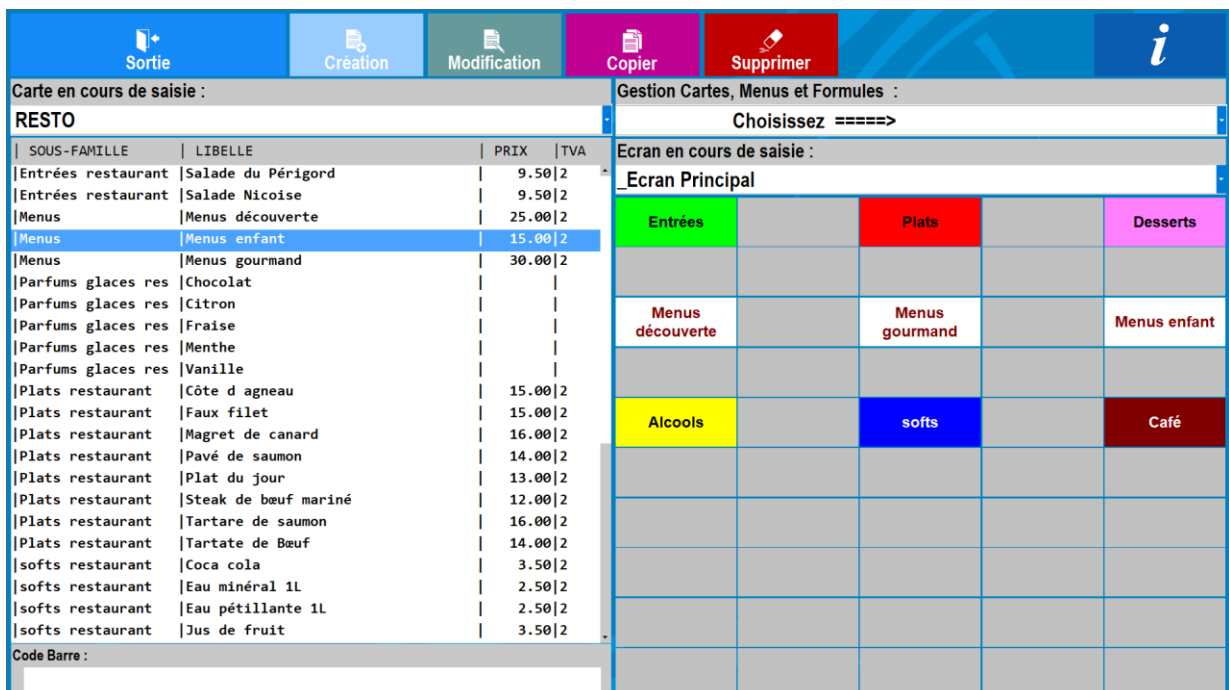 Sortie
Création
Modification
Copier
Supprimer
i
Carte en cours de saisie :
RESTO
Gestion Cartes, Menus et Formules :
Choisissez =====>
Ecran en cours de saisie :
_Ecran Principal
| SOUS-FAMILLE | LIBELLE | PRIX |TVA
|Entrées restaurant |Salade du Périgord | 9.50|2
|Entrées restaurant |Salade Nicoise | 9.50|2
|Menus |Menus découverte | 25.00|2
|Menus |Menus enfant | 15.00|2
|Menus |Menus gourmand | 30.00|2
|Parfums glaces res |Chocolat | |
|Parfums glaces res |Citron | |
|Parfums glaces res |Fraise | |
|Parfums glaces res |Menthe | |
|Parfums glaces res |Vanille | |
|Plats restaurant |Côte d agneau | 15.00|2
|Plats restaurant |Faux filet | 15.00|2
|Plats restaurant |Magret de canard | 16.00|2
|Plats restaurant |Pavé de saumon | 14.00|2
|Plats restaurant |Plat du jour | 13.00|2
|Plats restaurant |Steak de bœuf mariné | 12.00|2
|Plats restaurant |Tartare de saumon | 16.00|2
|Plats restaurant |Tartate de Bœuf | 14.00|2
|softs restaurant |Coca cola | 3.50|2
|softs restaurant |Eau minéral 1L | 2.50|2
|softs restaurant |Eau pétillante 1L | 2.50|2
|softs restaurant |Jus de fruit | 3.50|2
Code Barre :
Entrées
Plats
Desserts
Menus
découverte
Menus
gourmand
Menus enfant
Alcools
softs
Café